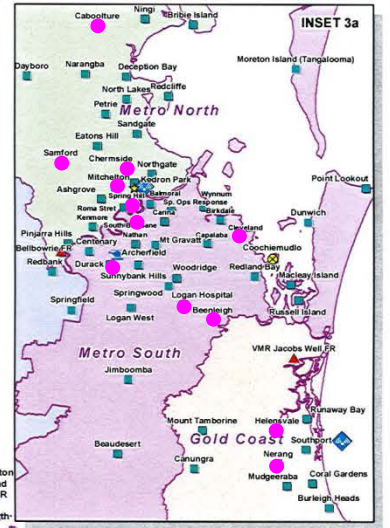 INSET 3a
Ningi
Caboolture
Bribie Island
Moreton Island (Tangalooma)
Dayboro
Narangba
Deception Bay
North Lakes
Redcliffe
Petrie
Metro North
Sandgate
Eatons Hill
Samford
Chermside
Northgate
Mitchelton
Kedron Park
Ashgrove
Balmoral
Spring Hill
Sp. Ops Response
Wynnum
Point Lookout
Roma Stret
Carina
Birkdale
Kenmore
Dunwich
Cleveland
Pinjarra Hills
Nathan
Capalaba
Centenary
Mt Gravatt
Coochiemudlo
Bellbowrie FR
Archerfield
Redbank
Durack
Woodridge
Redland Bay
Macleay Island
Sunnybank Hills
Springwood
Logan Hospital
Springfield
Logan West
Beenleigh
Russell Island
VMR Jacobs Well FR
Metro South
Jimboomba
Mount Tamborine
Helensvale
Runaway Bay
Gold Coast
Southport
Beaudesert
Nerang
Canungra
Mudgeeraba
Coral Gardens
Burleigh Heads